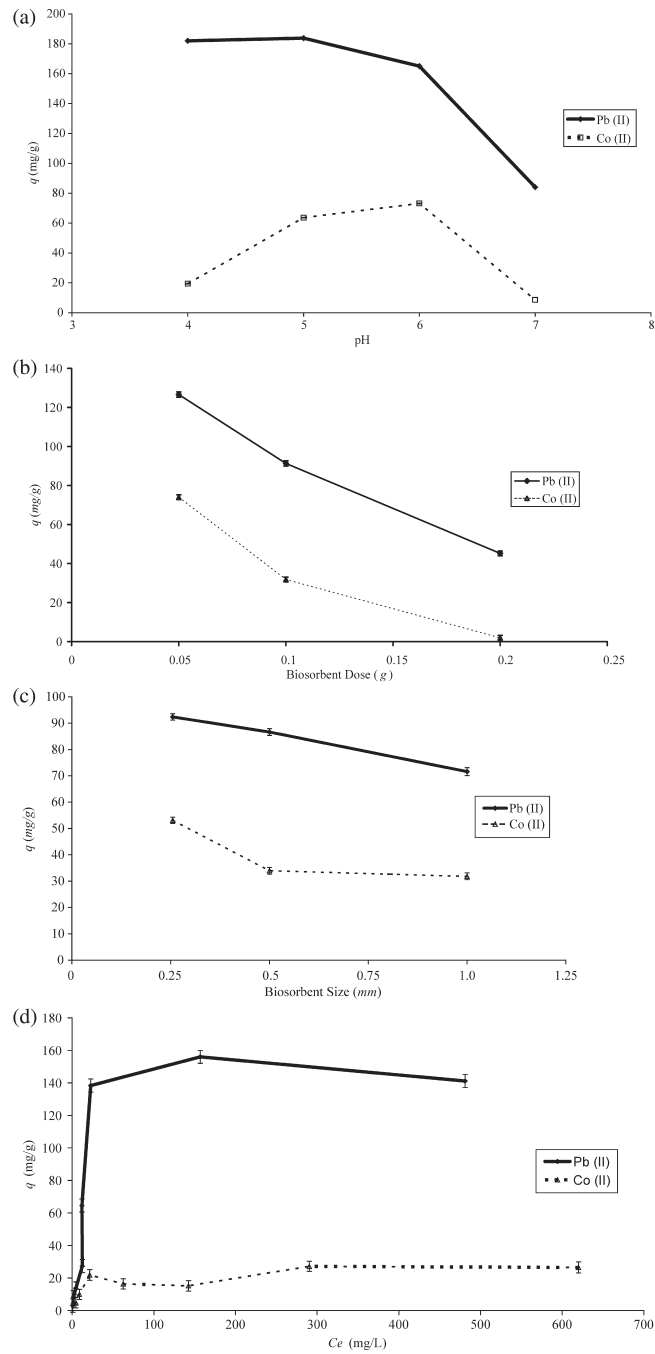 (a)
200
180
160
140
120
100
80
60
40
20
0
q (mg/g)
3 4 5 6 7 8
pH
Pb (II)
Co (II)
(b)
140
120
100
80
60
40
20
0
q (mg/g)
0 0.05 0.1 0.15 0.2 0.25
Biosorbent Dose (g)
Pb (II)
Co (II)
(c)
100
90
80
70
60
50
40
30
20
10
0
q (mg/g)
0 0.25 0.5 0.75 1.0 1.25
Biosorbent Size (mm)
Pb (II)
Co (II)
(d)
180
160
140
120
100
80
60
40
20
0
q (mg/g)
0 100 200 300 400 500 600 700
Ce (mg/L)
Pb (II)
Co (II)